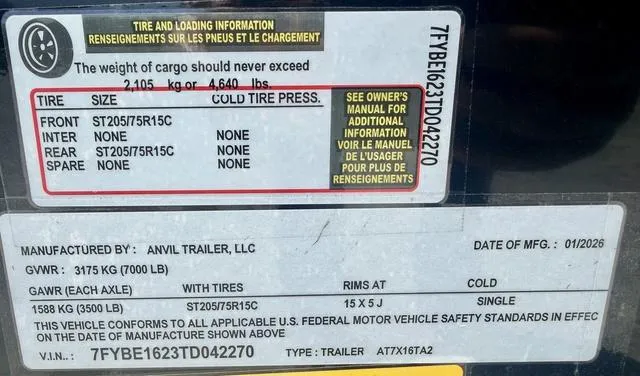 TIRE AND LOADING INFORMATION
RENSEIGNEMENTS SUR LES PNEUS ET LE CHARGEMENT
The weight of cargo should never exceed
2,105 kg or 4,640 lbs.
TIRE SIZE COLD TIRE PRESS.
FRONT ST205/75R15C
INTER NONE NONE
REAR ST205/75R15C NONE
SPARE NONE NONE
SEE OWNER'S
MANUAL FOR
ADDITIONAL
INFORMATION
VOIR LE MANUEL
DE L'USAGER
POUR PLUS DE
RENSEIGNEMENTS
7FYBE1623TD042270
MANUFACTURED BY : ANVIL TRAILER, LLC DATE OF MFG. : 01/2026
GVWR : 3175 KG (7000 LB)
GAWR (EACH AXLE) WITH TIRES RIMS AT COLD
1588 KG (3500 LB) ST205/75R15C 15 X 5 J SINGLE
THIS VEHICLE CONFORMS TO ALL APPLICABLE U.S. FEDERAL MOTOR VEHICLE SAFETY STANDARDS IN EFFEC
ON THE DATE OF MANUFACTURE SHOWN ABOVE
V.I.N.. : 7FYBE1623TD042270 TYPE : TRAILER AT7X16TA2